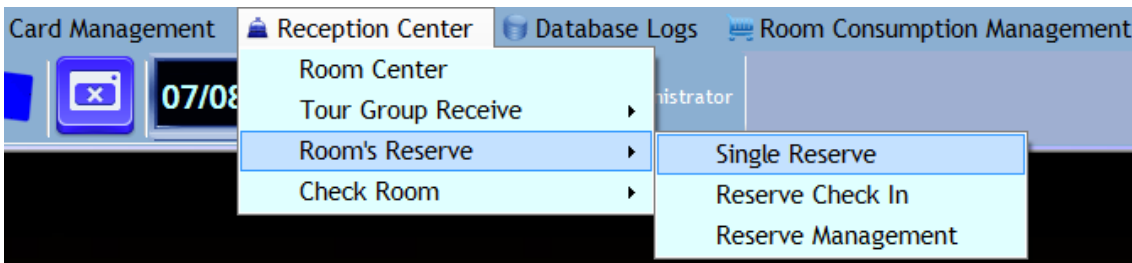 Card Management Reception Center Database Logs Room Consumption Management
Room Center
07/08
Tour Group Receive
Room's Reserve
Single Reserve
Check Room
Reserve Check In
Reserve Management